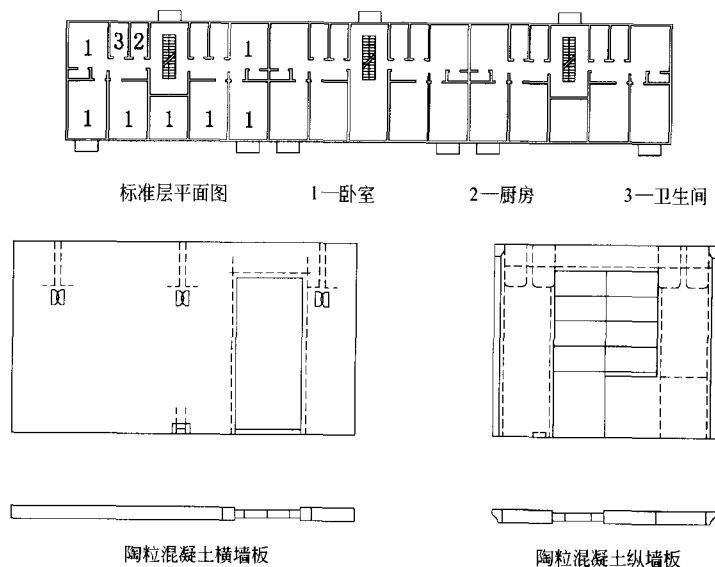 1 3 2 1
1 1 1 1 1
标准层平面图 1—卧室 2—厨房 3—卫生间
陶粒混凝土横墙板 陶粒混凝土纵墙板